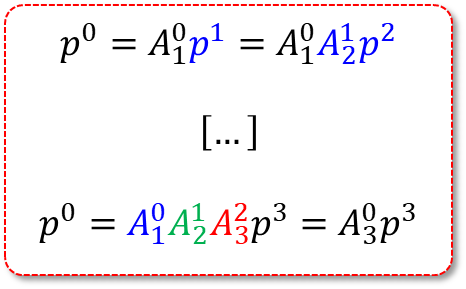 p⁰ = A₁⁰p¹ = A₁⁰A₂¹p²
[…]
p⁰ = A₁⁰A₂¹A₃²p³ = A₃⁰p³